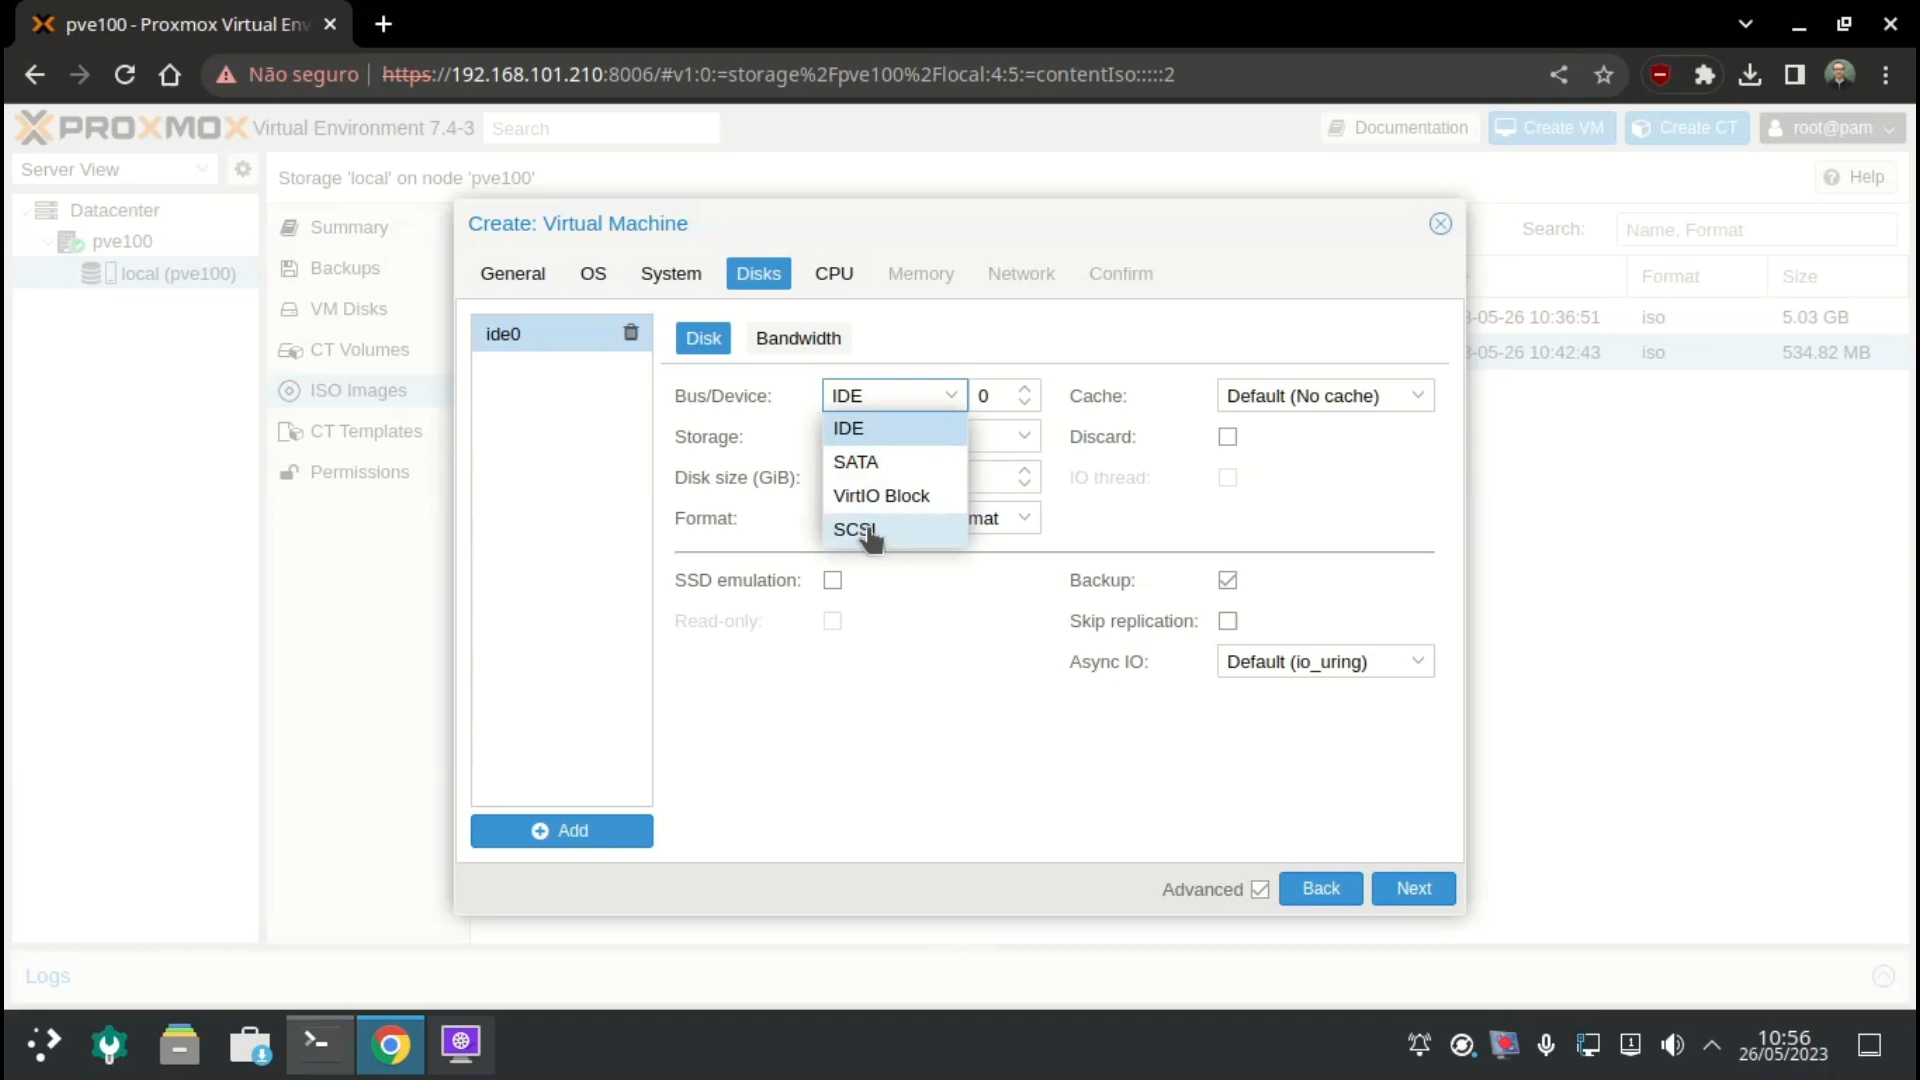 pve100 - Proxmox Virtual Env
Não seguro
https://192.168.101.210:8006/#v1:0:=storage%2Fpve100%2Flocal:4:5:=contentIso:::::2
PROXMOX Virtual Environment 7.4-3 Search Documentation Create VM Create CT root@pam
Server View
Storage 'local' on node 'pve100' Help
Datacenter
pve100
local (pve100)
Summary
Backups
VM Disks
CT Volumes
ISO Images
CT Templates
Permissions
Search: Name, Format
Format Size
-05-26 10:36:51 iso 5.03 GB
-05-26 10:42:43 iso 534.82 MB
Create: Virtual Machine
General OS System Disks CPU Memory Network Confirm
ide0
Disk Bandwidth
Bus/Device: IDE 0 Cache: Default (No cache)
IDE
Storage: Discard:
SATA
Disk size (GiB): IO thread:
VirtIO Block
Format: mat
SCSI
SSD emulation: Backup:
Read-only: Skip replication:
Async IO: Default (io_uring)
Add
Advanced Back Next
Logs
1
10:56
26/05/2023